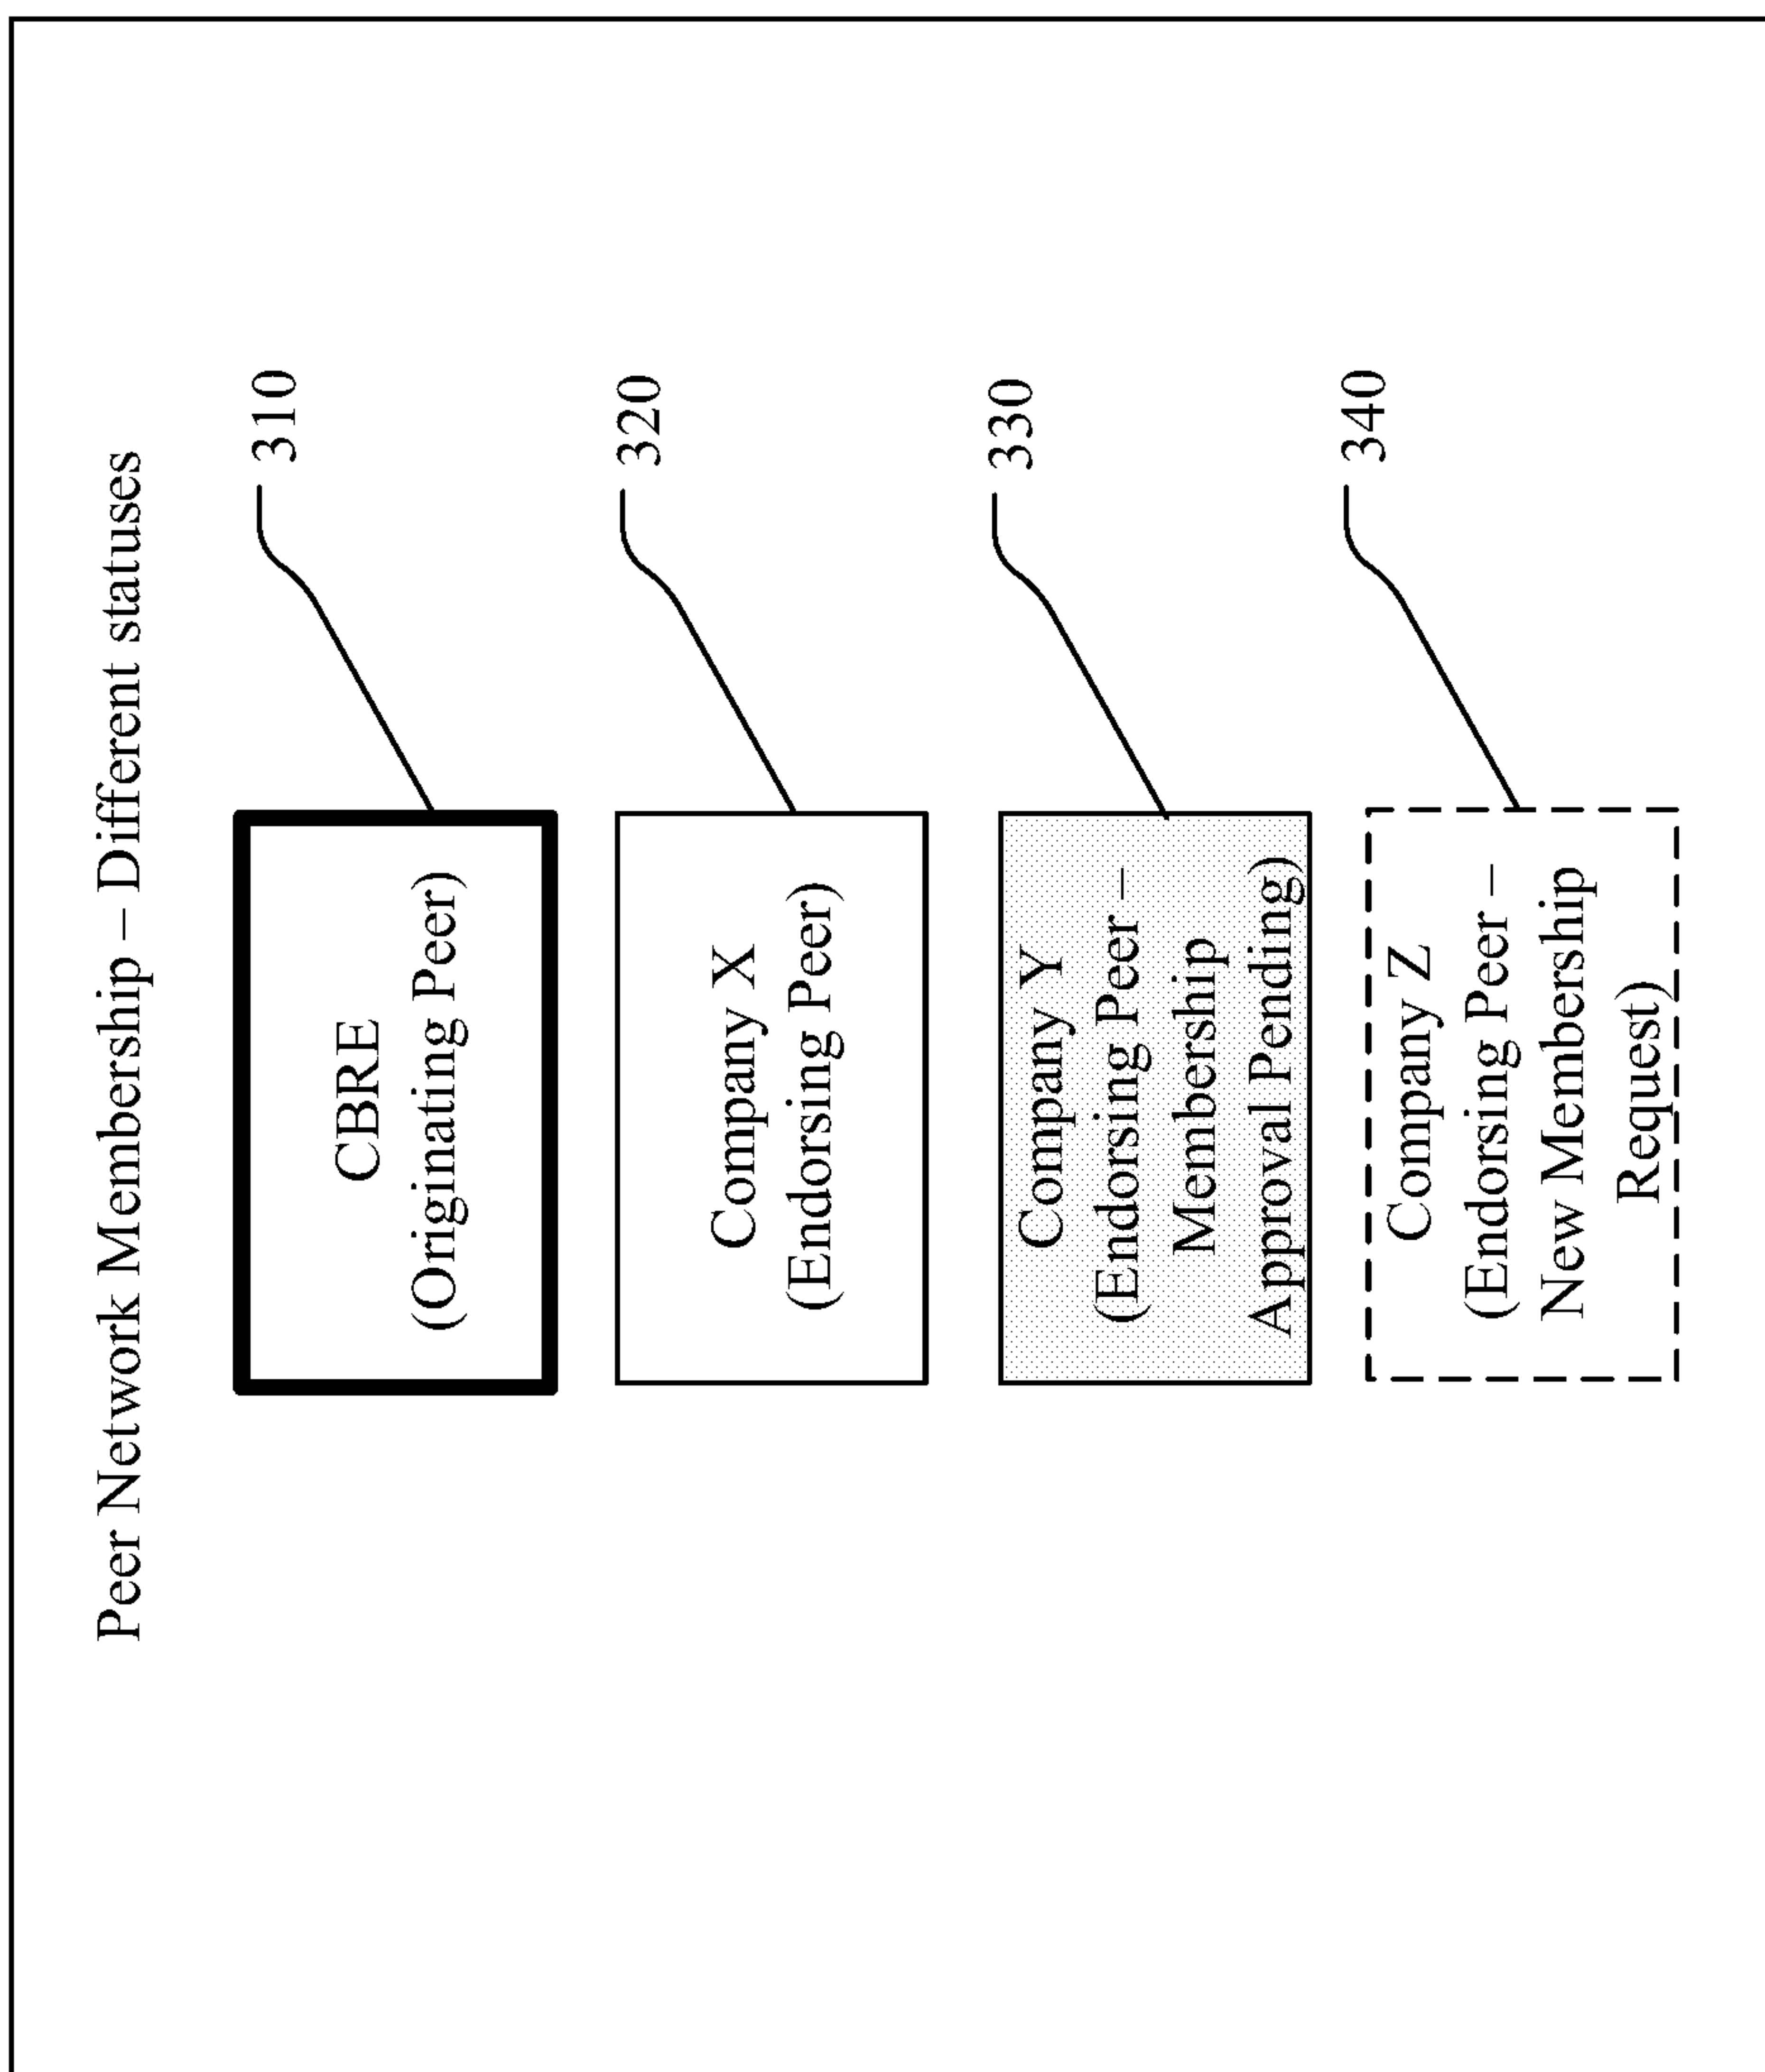 Peer Network Membership – Different statuses
CBRE
(Originating Peer)
310
Company X
(Endorsing Peer)
320
Company Y
(Endorsing Peer –
Membership
Approval Pending)
330
Company Z
(Endorsing Peer –
New Membership
Request)
340